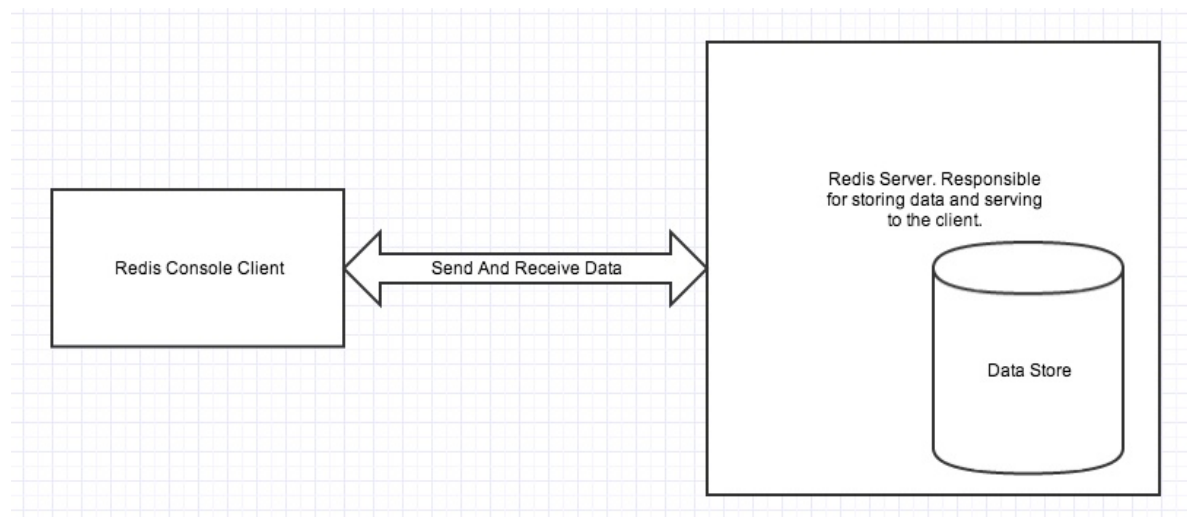 Redis Console Client
Send And Receive Data
Redis Server. Responsible
for storing data and serving
to the client.
Data Store